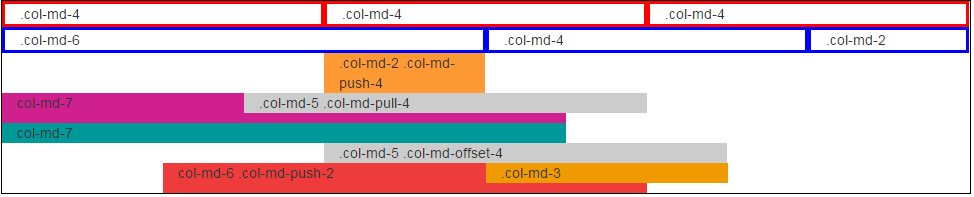 .col-md-4 .col-md-4 .col-md-4
.col-md-6 .col-md-4 .col-md-2
.col-md-2 .col-md-
push-4
col-md-7 .col-md-5 .col-md-pull-4
col-md-7
.col-md-5 .col-md-offset-4
col-md-6 .col-md-push-2 .col-md-3